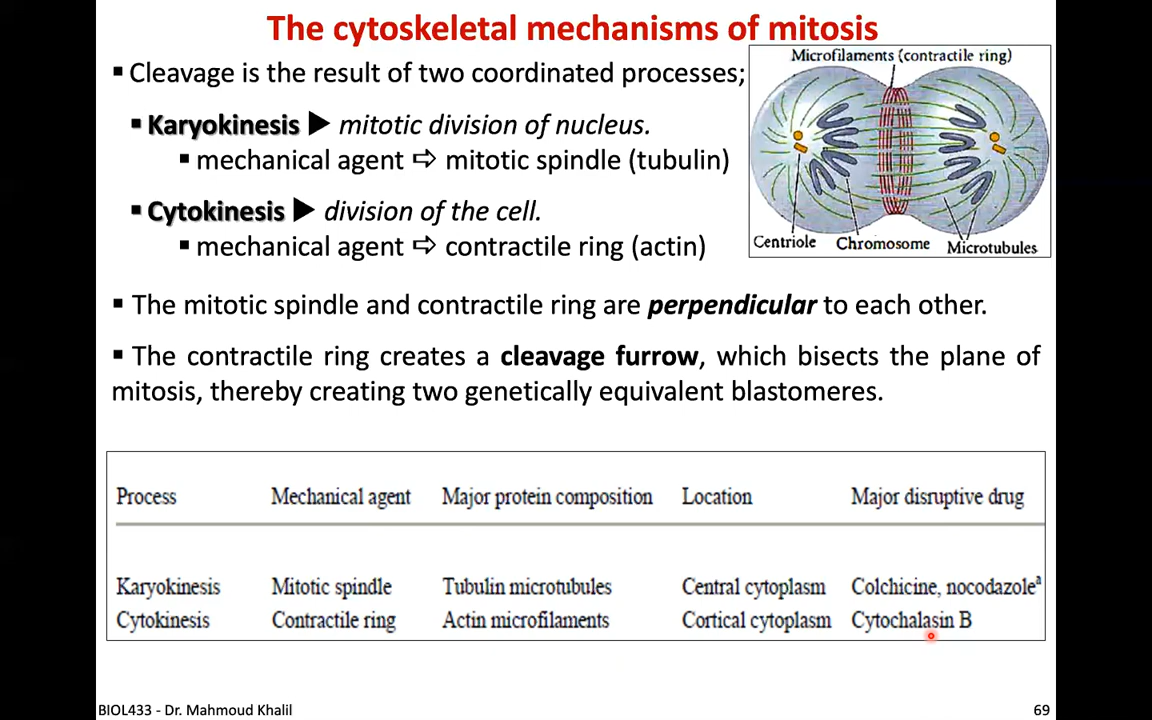 The cytoskeletal mechanisms of mitosis
▪ Cleavage is the result of two coordinated processes;
▪ Karyokinesis ► mitotic division of nucleus.
▪ mechanical agent ⇨ mitotic spindle (tubulin)
▪ Cytokinesis ► division of the cell.
▪ mechanical agent ⇨ contractile ring (actin)
Microfilaments (contractile ring)
Centriole Chromosome Microtubules
▪ The mitotic spindle and contractile ring are perpendicular to each other.
▪ The contractile ring creates a cleavage furrow, which bisects the plane of
mitosis, thereby creating two genetically equivalent blastomeres.
Process Mechanical agent Major protein composition Location Major disruptive drug
Karyokinesis Mitotic spindle Tubulin microtubules Central cytoplasm Colchicine, nocodazoleᵃ
Cytokinesis Contractile ring Actin microfilaments Cortical cytoplasm Cytochalasin B
BIOL433 - Dr. Mahmoud Khalil 69